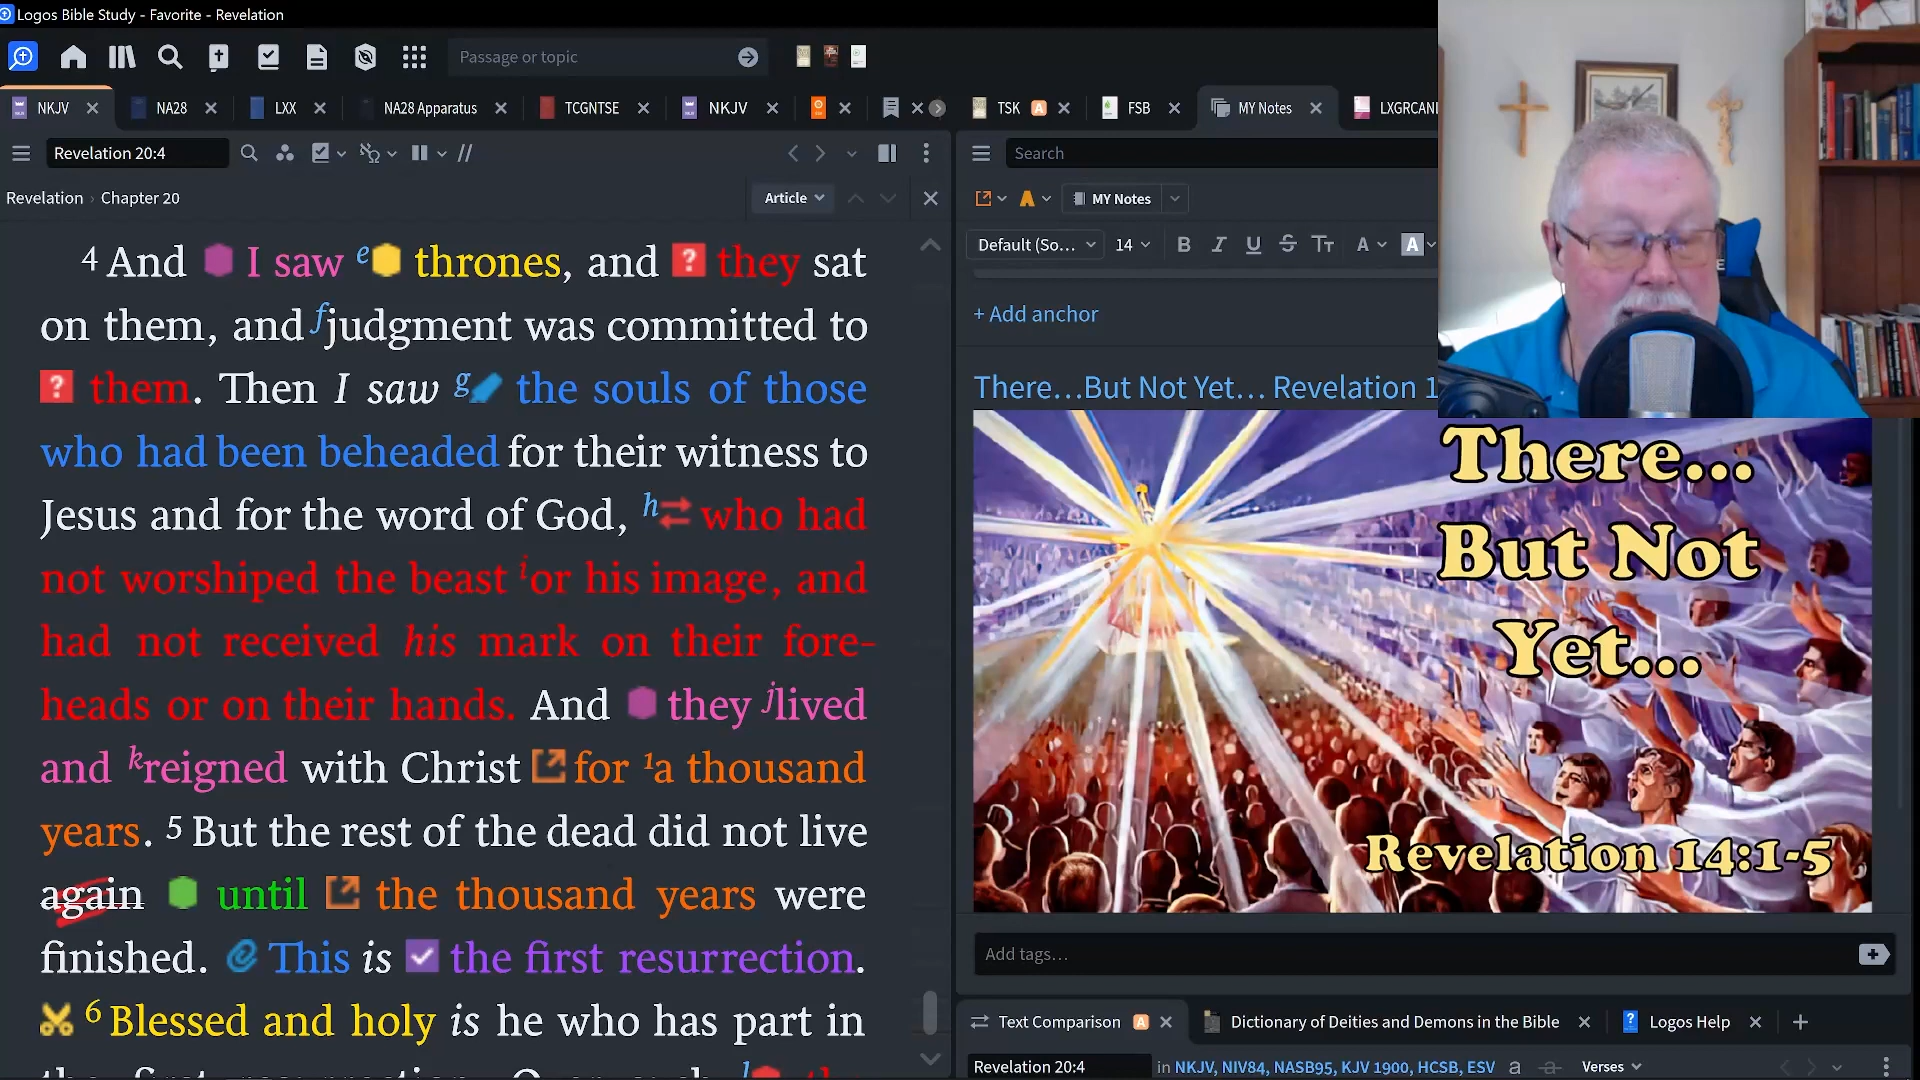 Logos Bible Study - Favorite - Revelation
Passage or topic
NKJV NA28 LXX NA28 Apparatus TCGNTSE NKJV
TSK A FSB MY Notes LXGRCANI
Revelation 20:4
Search
Revelation › Chapter 20
Article
MY Notes
Default (So... 14 B I U S Tt A A
4 And I saw e thrones, and ? they sat
on them, and f judgment was committed to
? them. Then I saw g the souls of those
who had been beheaded for their witness to
Jesus and for the word of God, h who had
not worshiped the beast i or his image, and
had not received his mark on their fore-
heads or on their hands. And they j lived
and k reigned with Christ for 1 a thousand
years. 5 But the rest of the dead did not live
again until the thousand years were
finished. This is the first resurrection.
6 Blessed and holy is he who has part in
+ Add anchor
There...But Not Yet... Revelation 1
There...
But Not
Yet...
Revelation 14:1-5
Add tags...
Text Comparison A Dictionary of Deities and Demons in the Bible Logos Help
Revelation 20:4 in NKJV, NIV84, NASB95, KJV 1900, HCSB, ESV a a Verses